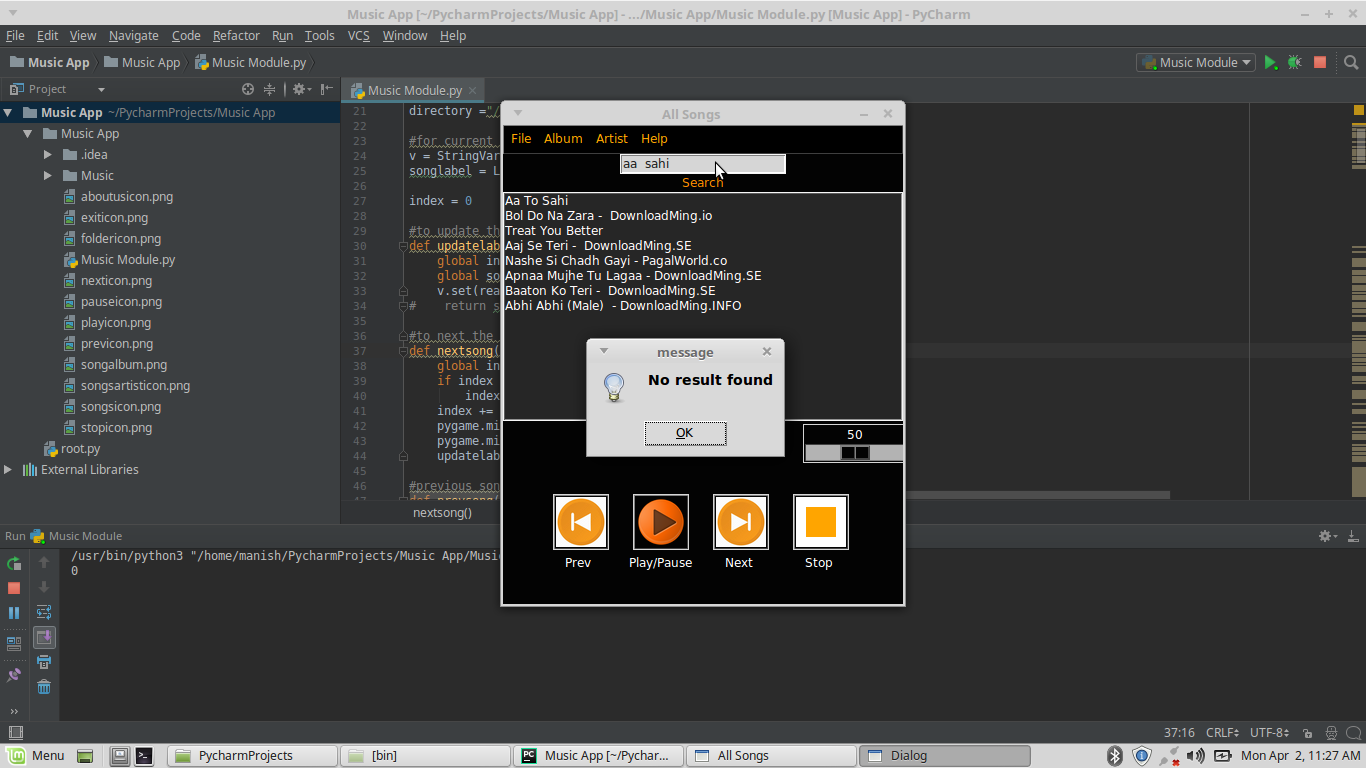 Music App [~/PycharmProjects/Music App] - .../Music App/Music Module.py [Music App] - PyCharm
File Edit View Navigate Code Refactor Run Tools VCS Window Help
Music App Music App Music Module.py
Music Module
Project
Music Module.py
Music App ~/PycharmProjects/Music App
Music App
.idea
Music
aboutusicon.png
exiticon.png
foldericon.png
Music Module.py
nexticon.png
pauseicon.png
playicon.png
previcon.png
songalbum.png
songsartisticon.png
songsicon.png
stopicon.png
root.py
External Libraries
21 directory ="/
22
23 #for current
24 v = StringVar
25 songlabel = L
26
27 index = 0
28
29 #to update th
30 def updatelab
31 global in
32 global so
33 v.set(rea
34 # return s
35
36 #to next the
37 def nextsong(
38 global in
39 if index
40 index
41 index +=
42 pygame.mi
43 pygame.mi
44 updatelab
45
46 #previous son
nextsong()
All Songs
File Album Artist Help
aa sahi
Search
Aa To Sahi
Bol Do Na Zara - DownloadMing.io
Treat You Better
Aaj Se Teri - DownloadMing.SE
Nashe Si Chadh Gayi - PagalWorld.co
Apnaa Mujhe Tu Lagaa - DownloadMing.SE
Baaton Ko Teri - DownloadMing.SE
Abhi Abhi (Male) - DownloadMing.INFO
message
No result found
OK
50
Prev Play/Pause Next Stop
Run Music Module
/usr/bin/python3 "/home/manish/PycharmProjects/Music App/Music
0
37:16 CRLF UTF-8
Menu PycharmProjects [bin] Music App [~/Pychar... All Songs Dialog Mon Apr 2, 11:27 AM